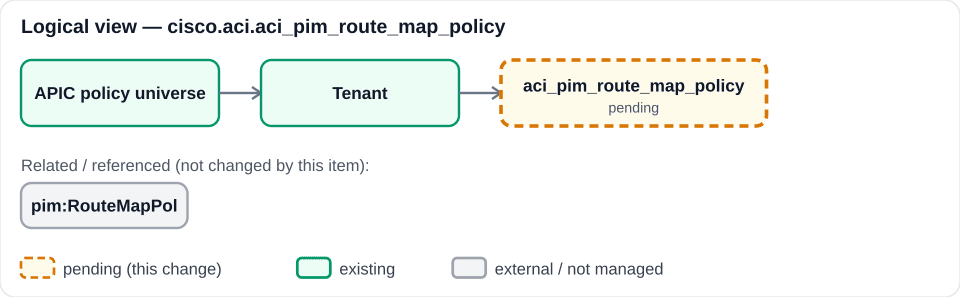 Logical view — cisco.aci.aci_pim_route_map_policy
APIC policy universe
Tenant
aci_pim_route_map_policy
pending
Related / referenced (not changed by this item):
pim:RouteMapPol
pending (this change)
existing
external / not managed